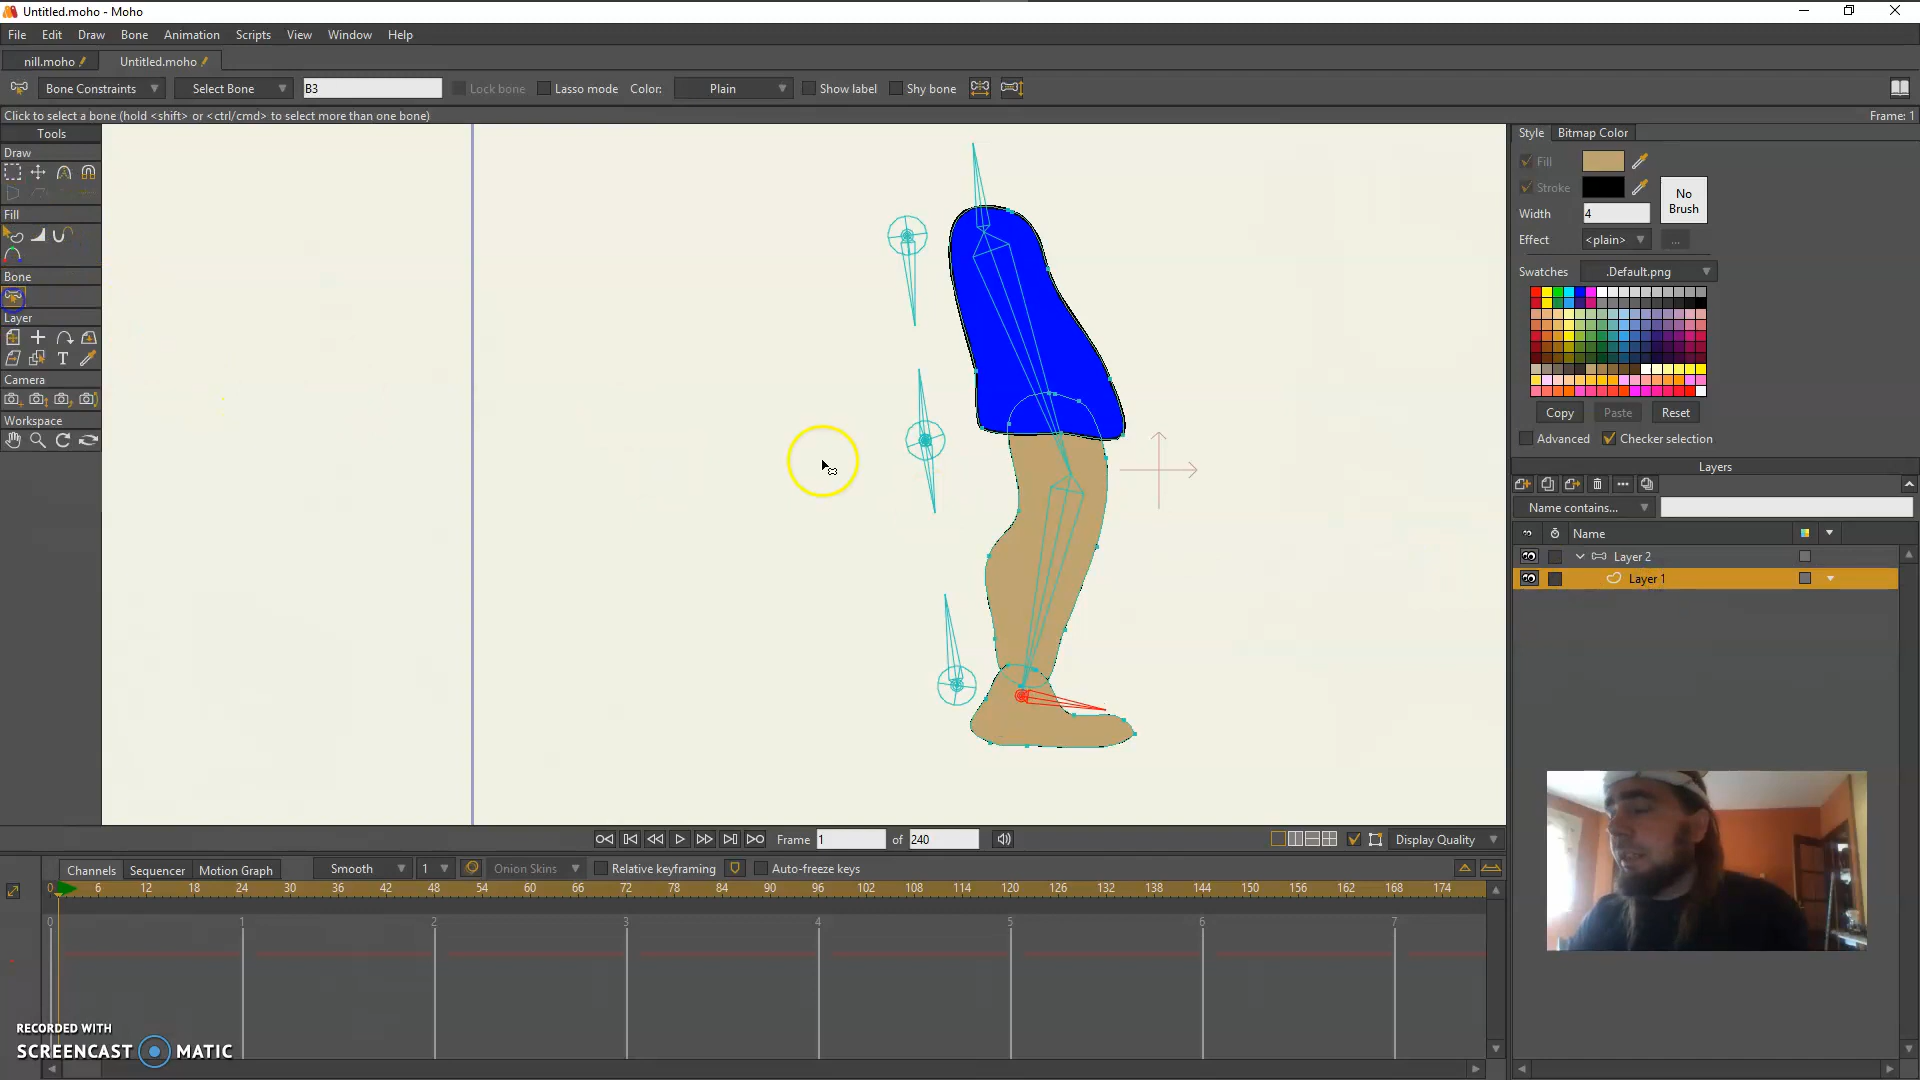 Untitled.moho - Moho
File Edit Draw Bone Animation Scripts View Window Help
nill.moho Untitled.moho
Bone Constraints Select Bone B3 Lock bone Lasso mode Color: Plain Show label Shy bone
Click to select a bone (hold <shift> or <ctrl/cmd> to select more than one bone) Frame: 1
Tools
Draw
Fill
Bone
Layer
Camera
Workspace
Style Bitmap Color
Fill
Stroke
No
Brush
Width 4
Effect <plain> ...
Swatches .Default.png
Copy Paste Reset
Advanced Checker selection
Layers
Name contains...
Name
Layer 2
Layer 1
Frame 1 of 240 Display Quality
Channels Sequencer Motion Graph Smooth 1 Onion Skins Relative keyframing Auto-freeze keys
0 6 12 18 24 30 36 42 48 54 60 66 72 78 84 90 96 102 108 114 120 126 132 138 144 150 156 162 168 174
0 1 2 3 4 5 6 7
RECORDED WITH
SCREENCAST MATIC